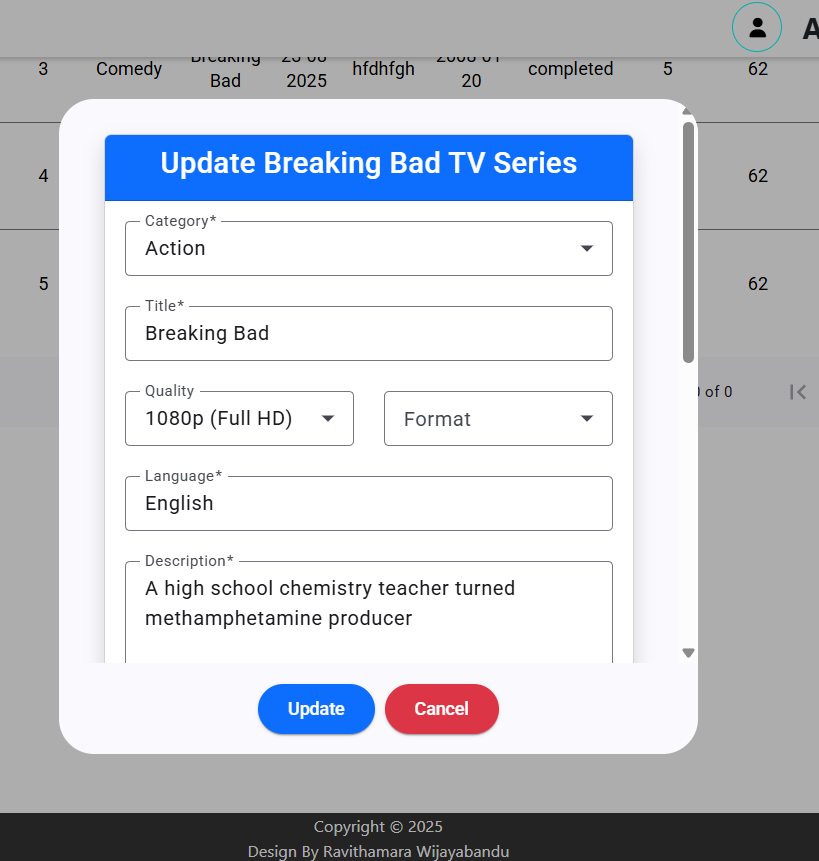 A
3 Comedy Breaking Bad 23-08 2025 hfdhfgh 2008-01 20 completed 5 62
4 62
5 62
of 0
Update Breaking Bad TV Series
Category*
Action
Title*
Breaking Bad
Quality
1080p (Full HD)
Format
Language*
English
Description*
A high school chemistry teacher turned
methamphetamine producer
Update Cancel
Copyright © 2025
Design By Ravithamara Wijayabandu